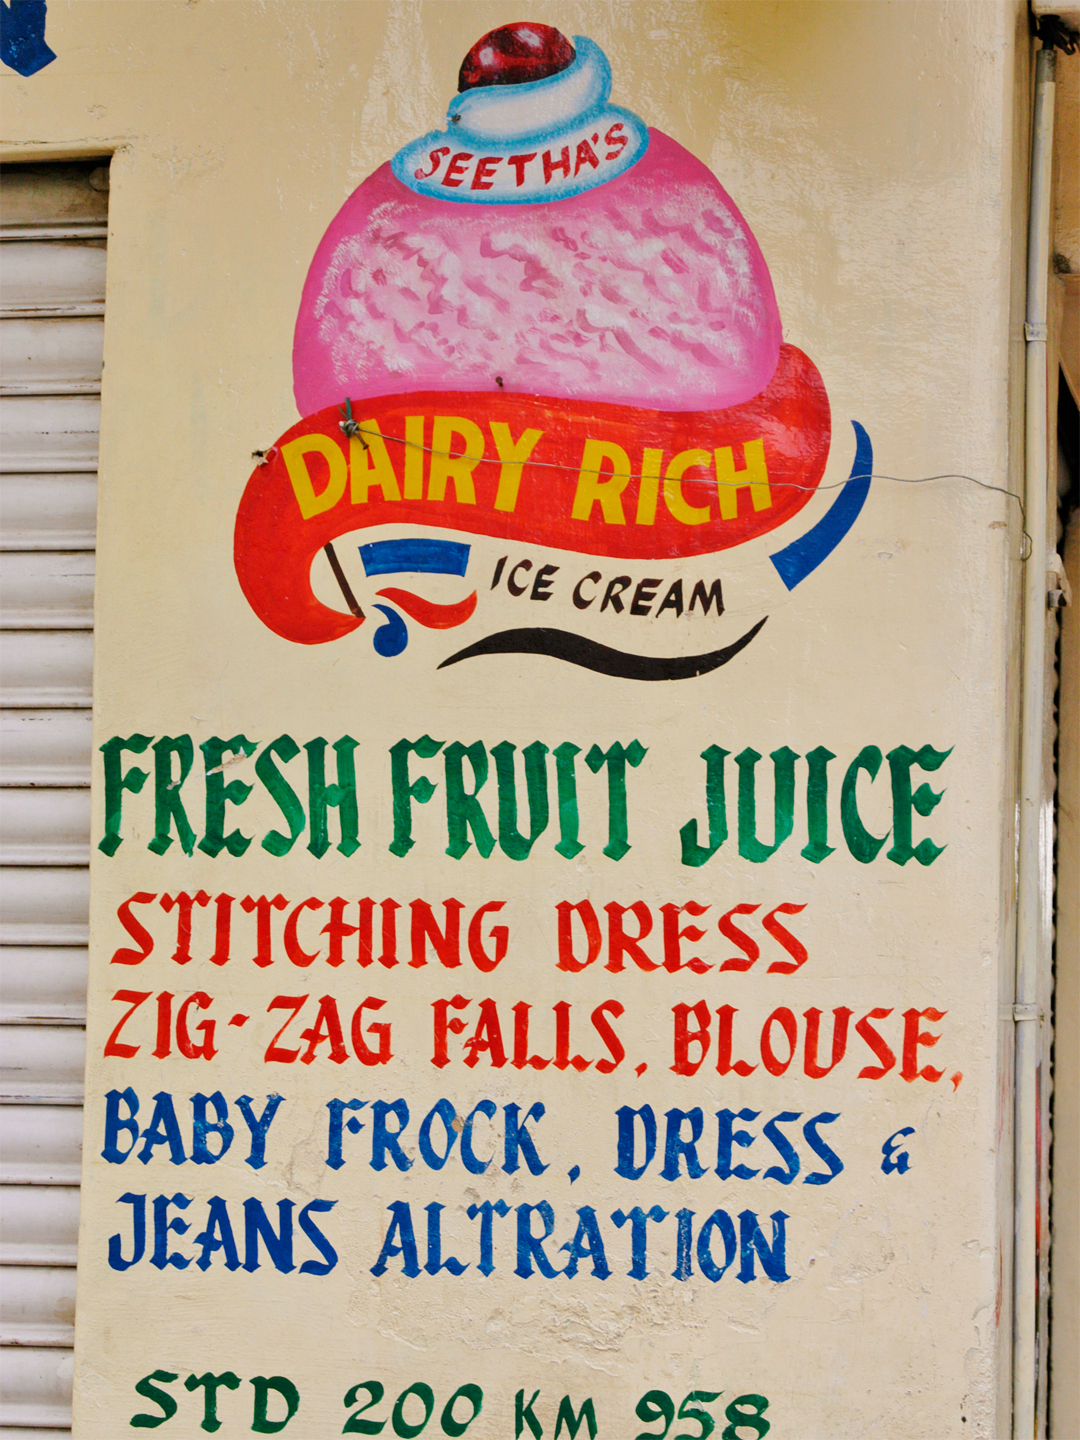 SEETHA'S
DAIRY RICH
ICE CREAM
FRESH FRUIT JUICE
STITCHING DRESS
ZIG-ZAG FALLS, BLOUSE,
BABY FROCK, DRESS &
JEANS ALTRATION
STD 200 KM 958